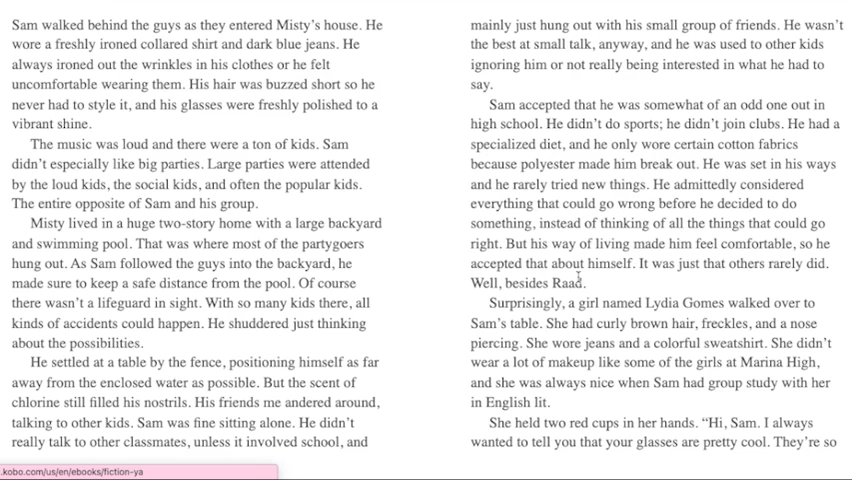 Sam walked behind the guys as they entered Misty's house. He
wore a freshly ironed collared shirt and dark blue jeans. He
always ironed out the wrinkles in his clothes or he felt
uncomfortable wearing them. His hair was buzzed short so he
never had to style it, and his glasses were freshly polished to a
vibrant shine.
The music was loud and there were a ton of kids. Sam
didn't especially like big parties. Large parties were attended
by the loud kids, the social kids, and often the popular kids.
The entire opposite of Sam and his group.
Misty lived in a huge two-story home with a large backyard
and swimming pool. That was where most of the partygoers
hung out. As Sam followed the guys into the backyard, he
made sure to keep a safe distance from the pool. Of course
there wasn't a lifeguard in sight. With so many kids there, all
kinds of accidents could happen. He shuddered just thinking
about the possibilities.
He settled at a table by the fence, positioning himself as far
away from the enclosed water as possible. But the scent of
chlorine still filled his nostrils. His friends me andered around,
talking to other kids. Sam was fine sitting alone. He didn't
really talk to other classmates, unless it involved school, and
mainly just hung out with his small group of friends. He wasn't
the best at small talk, anyway, and he was used to other kids
ignoring him or not really being interested in what he had to
say.
Sam accepted that he was somewhat of an odd one out in
high school. He didn't do sports; he didn't join clubs. He had a
specialized diet, and he only wore certain cotton fabrics
because polyester made him break out. He was set in his ways
and he rarely tried new things. He admittedly considered
everything that could go wrong before he decided to do
something, instead of thinking of all the things that could go
right. But his way of living made him feel comfortable, so he
accepted that about himself. It was just that others rarely did.
Well, besides Raad.
Surprisingly, a girl named Lydia Gomes walked over to
Sam's table. She had curly brown hair, freckles, and a nose
piercing. She wore jeans and a colorful sweatshirt. She didn't
wear a lot of makeup like some of the girls at Marina High,
and she was always nice when Sam had group study with her
in English lit.
She held two red cups in her hands. "Hi, Sam. I always
wanted to tell you that your glasses are pretty cool. They're so
.kobo.com/us/en/ebooks/fiction-ya